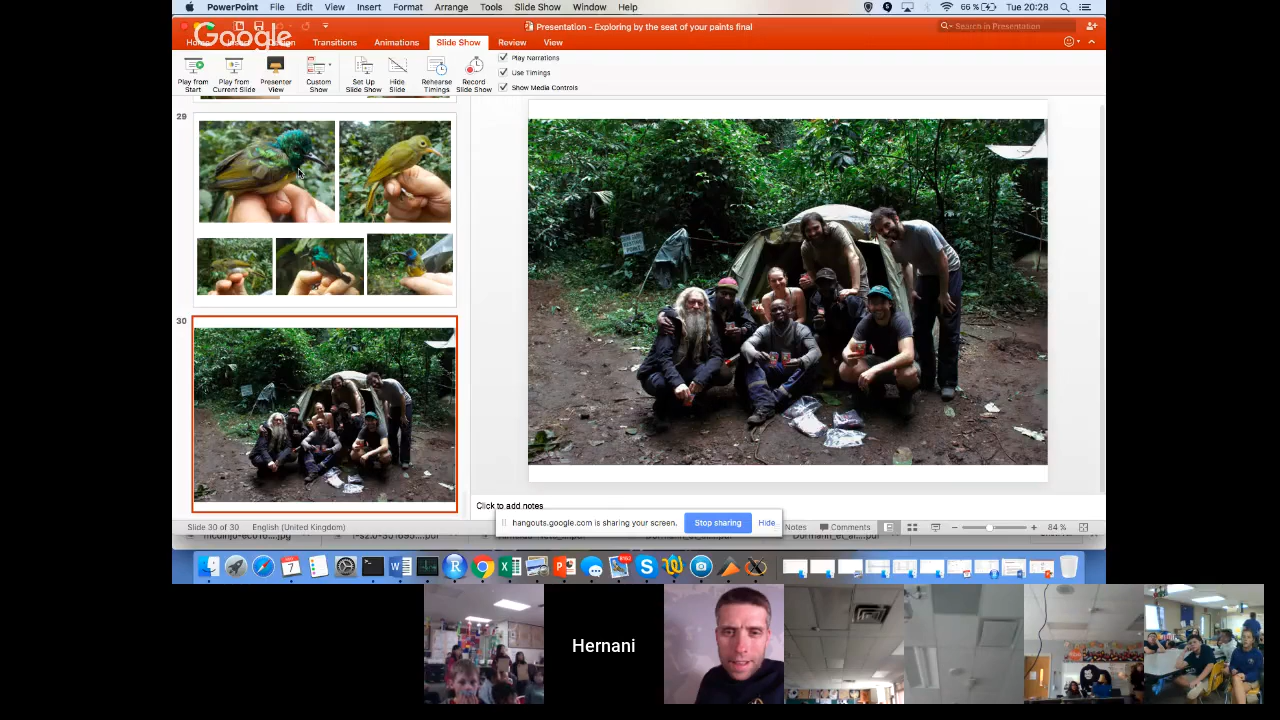 PowerPoint File Edit View Insert Format Arrange Tools Slide Show Window Help
66% Tue 20:28
Google
Presentation - Exploring by the seat of your paints final
Search in Presentation
Transitions Animations Slide Show Review View
Play from Start
Play from Current Slide
Presenter View
Custom Show
Set Up Slide Show
Hide Slide
Rehearse Timings
Record Slide Show
Play Narrations
Use Timings
Show Media Controls
29
30
Click to add notes
hangouts.google.com is sharing your screen. Stop sharing Hide
Slide 30 of 30 English (United Kingdom) Notes Comments 84 %
Hernani